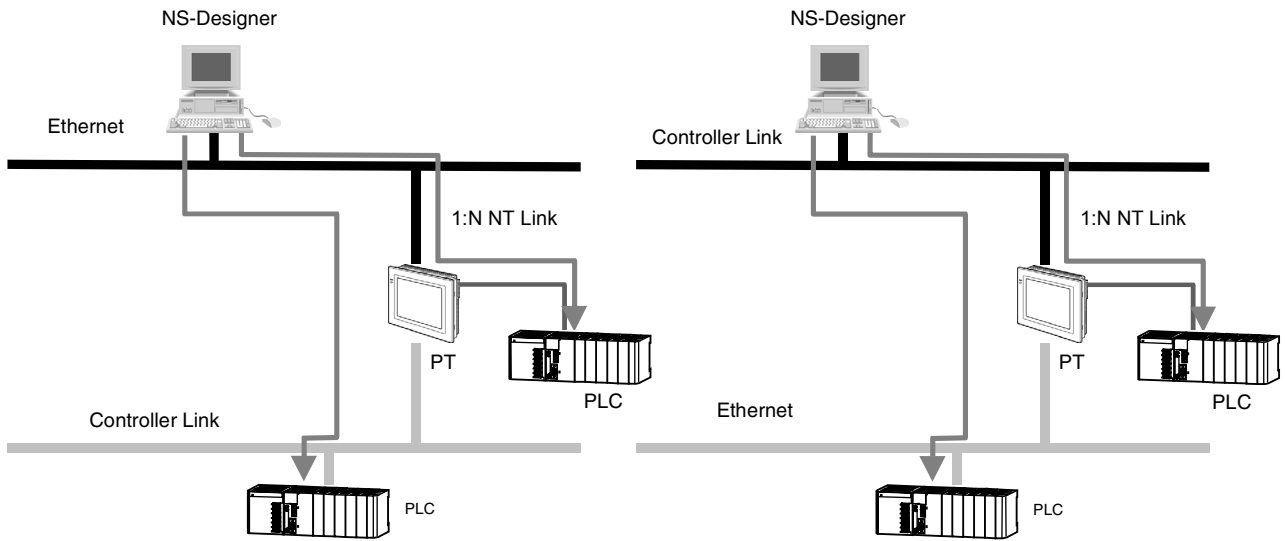 NS-Designer
Ethernet
1:N NT Link
PT
PLC
Controller Link
PLC
NS-Designer
Controller Link
1:N NT Link
PT
PLC
Ethernet
PLC